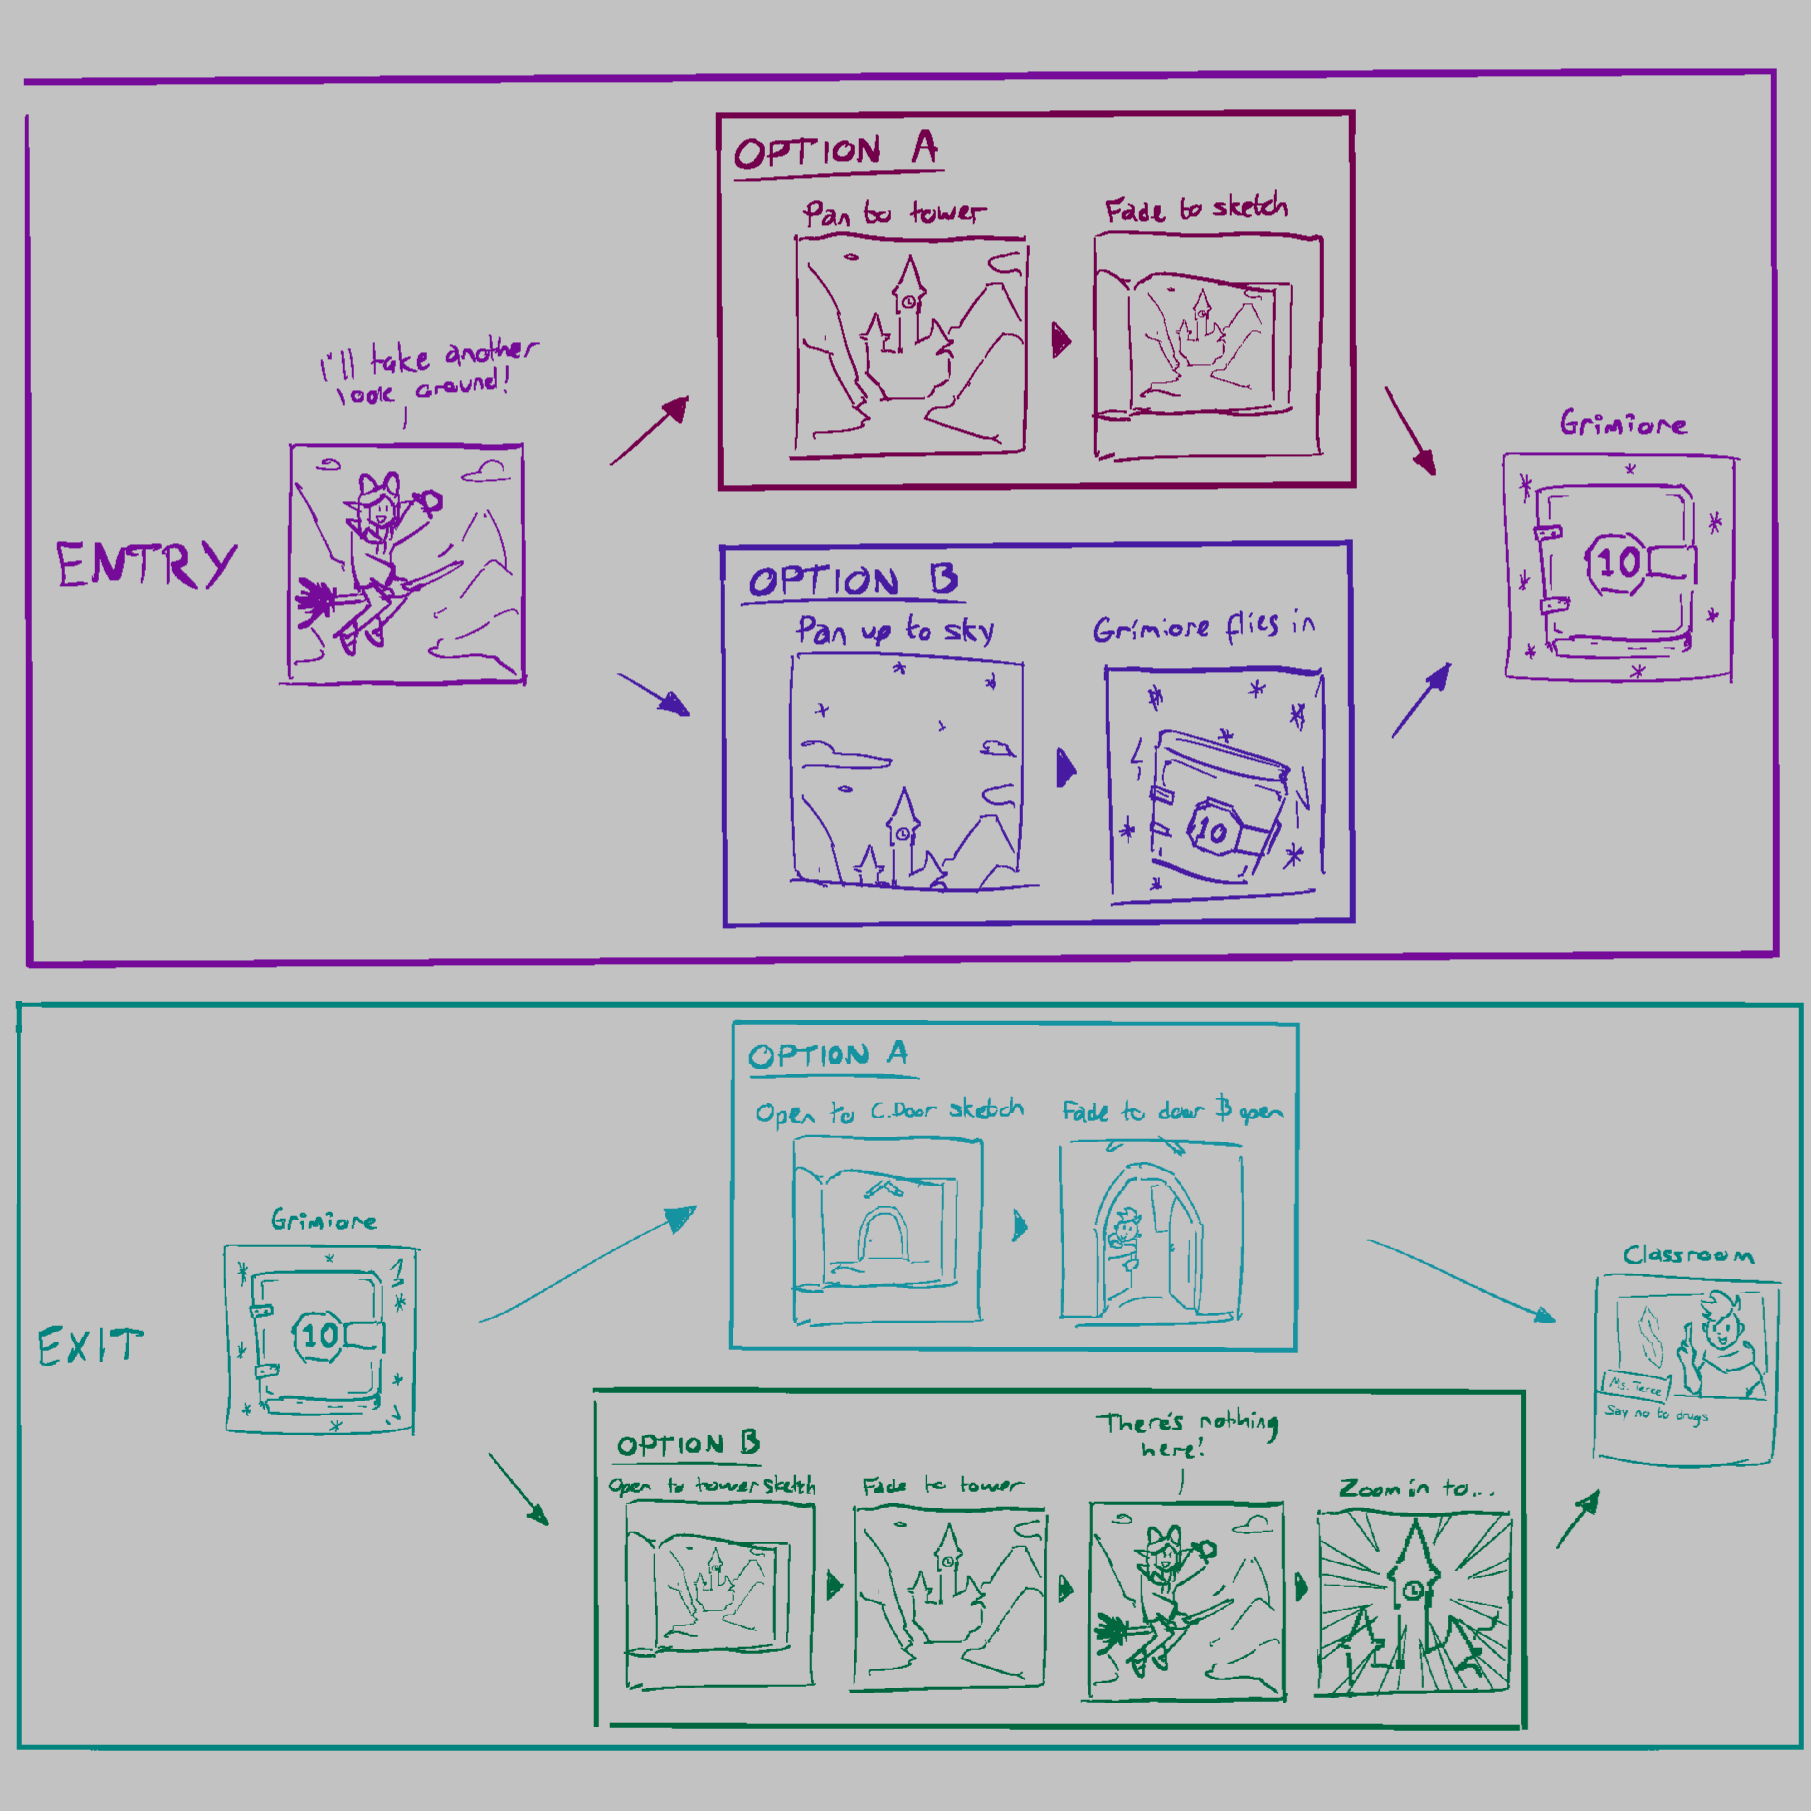 ENTRY
I'll take another
look around!
OPTION A
Pan to tower
Fade to sketch
OPTION B
Pan up to sky
Grimiore flies in
10
Grimiore
10
EXIT
Grimiore
10
OPTION A
Open to C.Door sketch
Fade to door & open
OPTION B
Open to tower sketch
Fade to tower
There's nothing
here!
Zoom in to...
Classroom
Ms. Terce
Say no to drugs